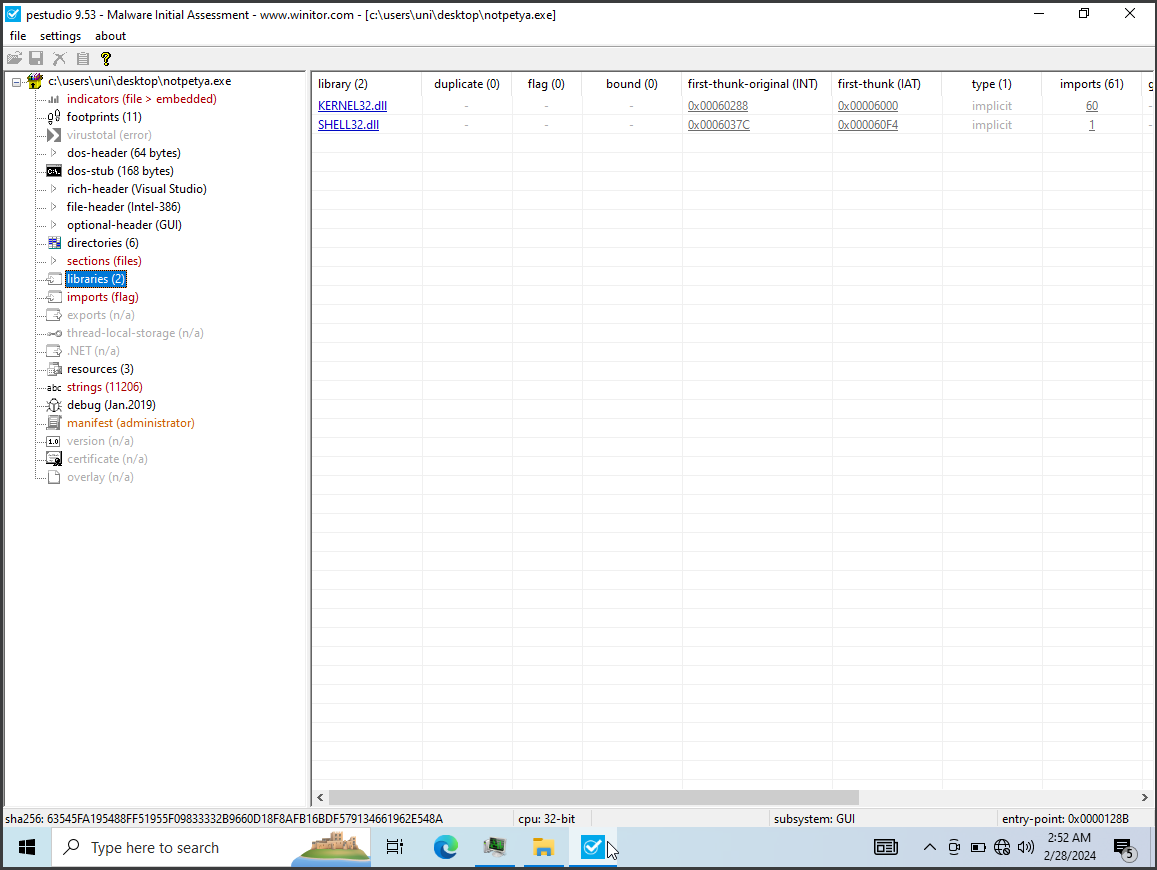 pestudio 9.53 - Malware Initial Assessment - www.winitor.com - [c:\users\uni\desktop\notpetya.exe]
file settings about
c:\users\uni\desktop\notpetya.exe
indicators (file > embedded)
footprints (11)
virustotal (error)
dos-header (64 bytes)
dos-stub (168 bytes)
rich-header (Visual Studio)
file-header (Intel-386)
optional-header (GUI)
directories (6)
sections (files)
libraries (2)
imports (flag)
exports (n/a)
thread-local-storage (n/a)
.NET (n/a)
resources (3)
abc strings (11206)
debug (Jan.2019)
manifest (administrator)
1.0 version (n/a)
certificate (n/a)
overlay (n/a)
library (2) duplicate (0) flag (0) bound (0) first-thunk-original (INT) first-thunk (IAT) type (1) imports (61) g
KERNEL32.dll - - - 0x00060288 0x00006000 implicit 60 -
SHELL32.dll - - - 0x0006037C 0x000060F4 implicit 1 -
sha256: 63545FA195488FF51955F09833332B9660D18F8AFB16BDF579134661962E548A cpu: 32-bit subsystem: GUI entry-point: 0x0000128B
Type here to search
2:52 AM
2/28/2024
5